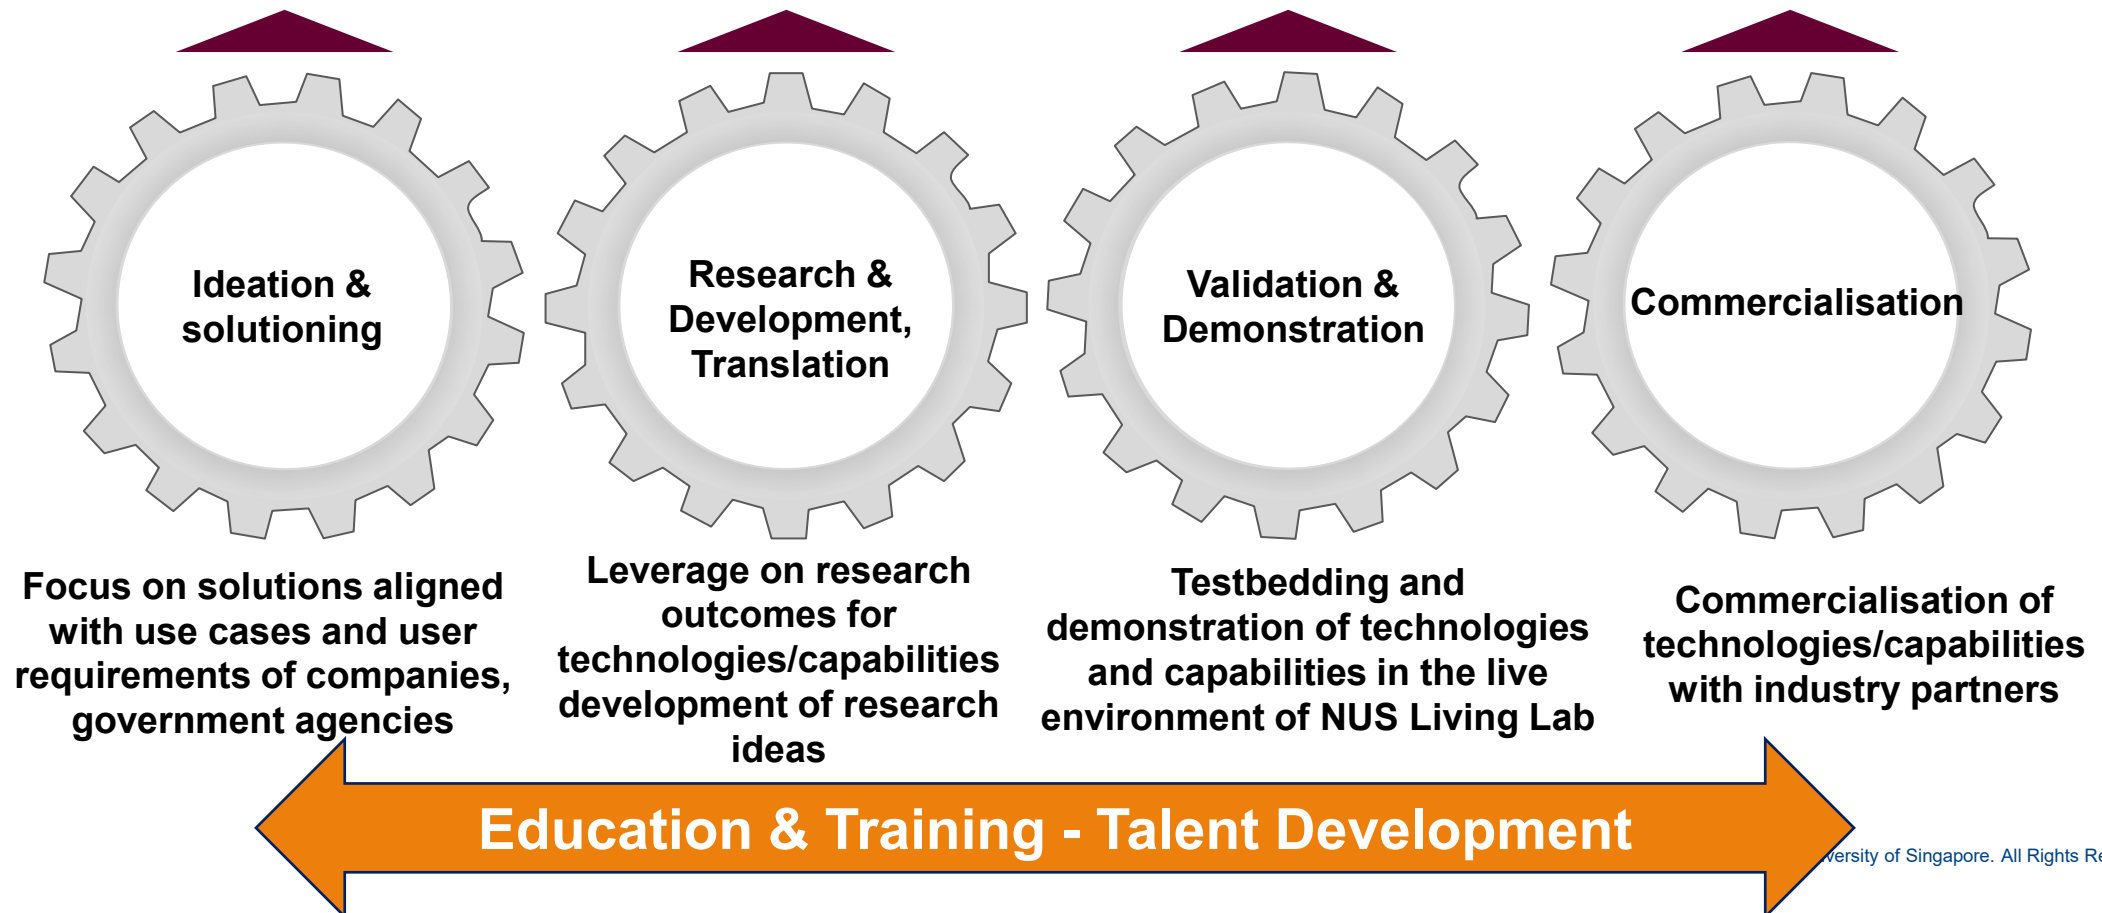 Ideation &
solutioning
Research &
Development,
Translation
Validation &
Demonstration
Commercialisation
Focus on solutions aligned
with use cases and user
requirements of companies,
government agencies
Leverage on research
outcomes for
technologies/capabilities
development of research
ideas
Testbedding and
demonstration of technologies
and capabilities in the live
environment of NUS Living Lab
Commercialisation of
technologies/capabilities
with industry partners
Education & Training - Talent Development
of Singapore. All Rights